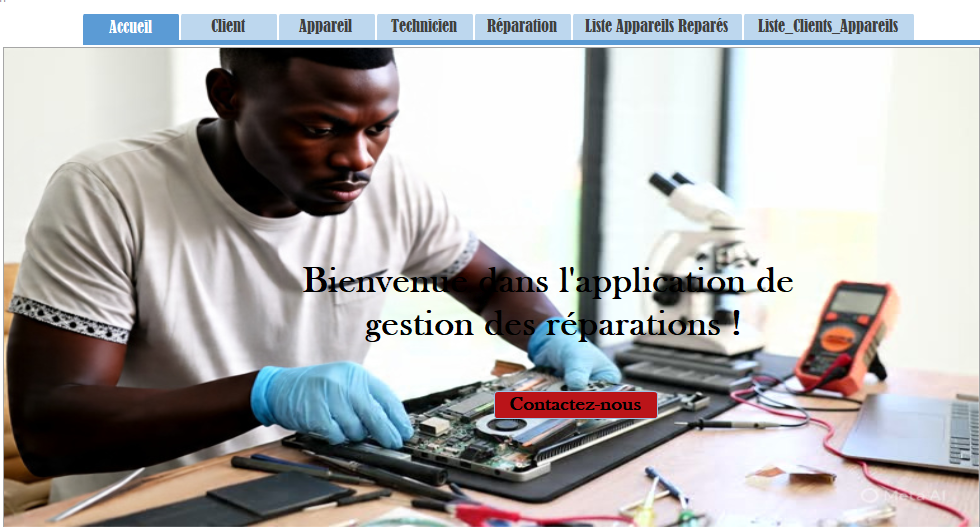 Accueil
Client
Appareil
Technicien
Réparation
Liste Appareils Reparés
Liste_Clients_Appareils
Bienvenue dans l'application de
gestion des réparations !
Contactez-nous
Meta AI